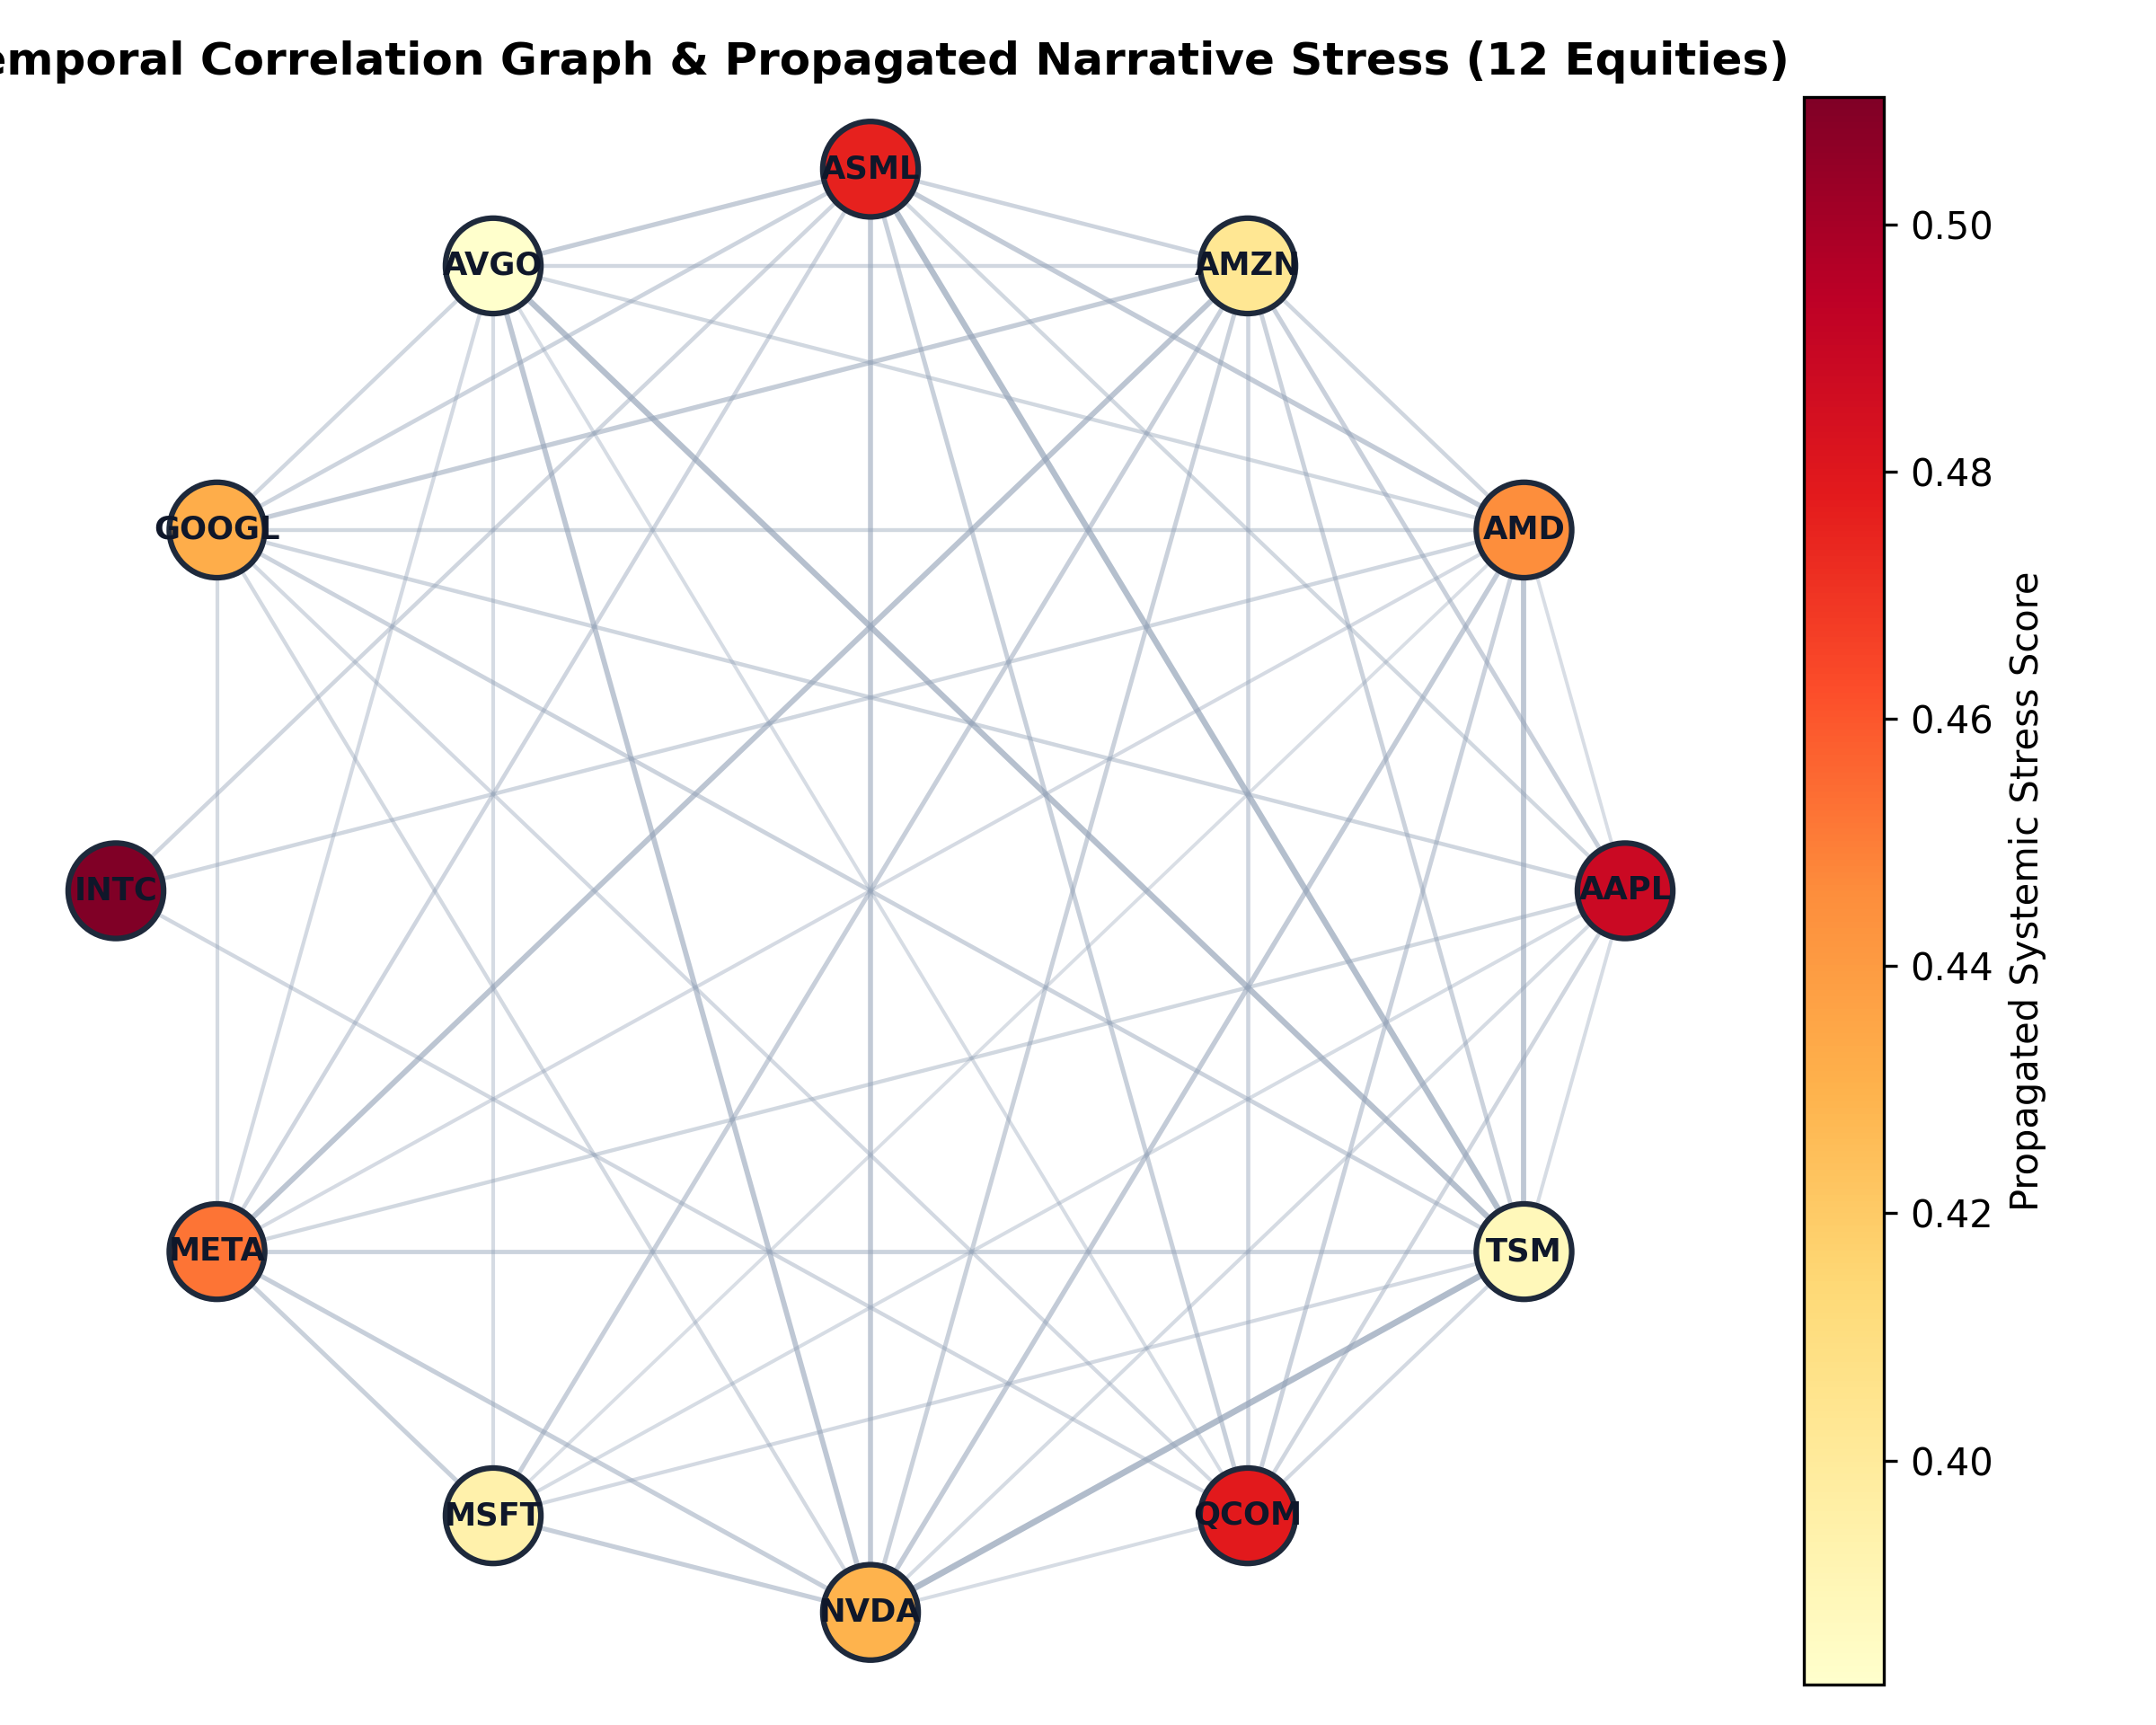 emporal Correlation Graph & Propagated Narrative Stress (12 Equities)
ASML
AVGO
AMZN
GOOGL
AMD
INTC
AAPL
META
TSM
MSFT
QCOM
NVDA
0.50
0.48
0.46
0.44
0.42
0.40
Propagated Systemic Stress Score